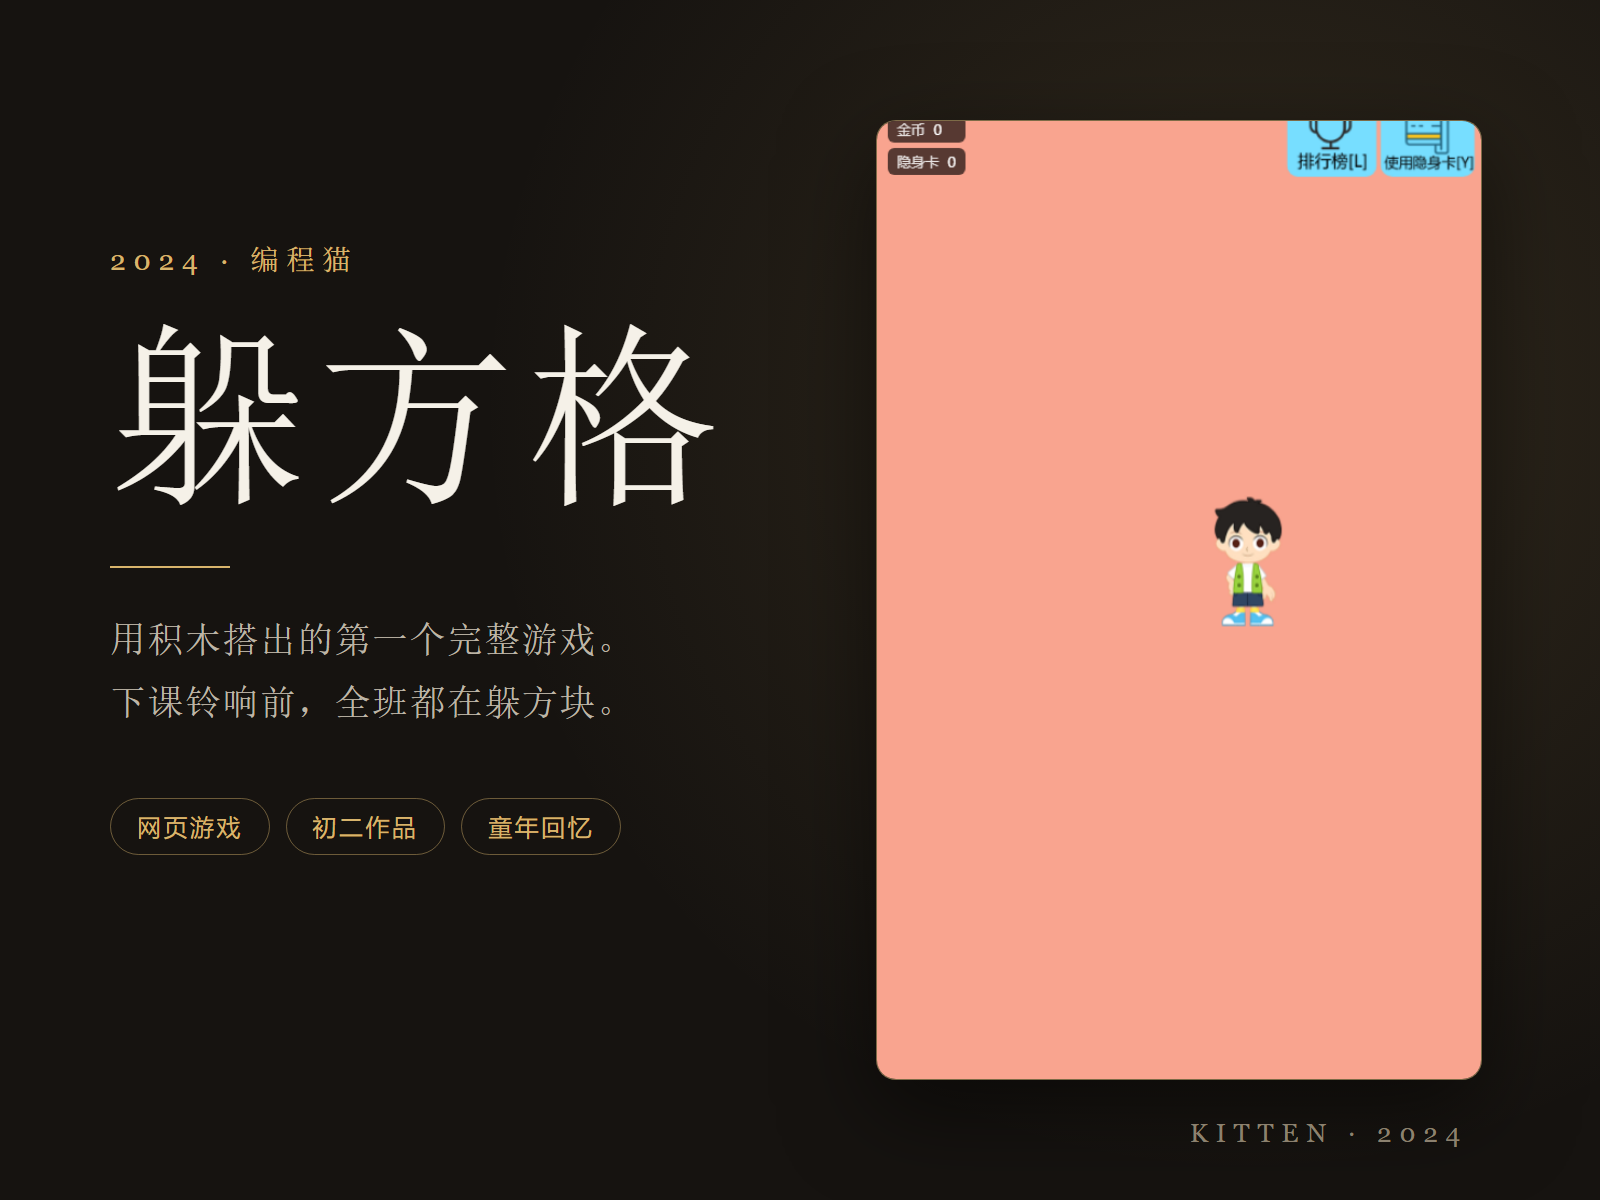 2024 · 编程猫
躲方格
用积木搭出的第一个完整游戏。
下课铃响前，全班都在躲方块。
网页游戏
初二作品
童年回忆
金币 0
隐身卡 0
排行榜[L]
使用隐身卡[Y]
KITTEN · 2024